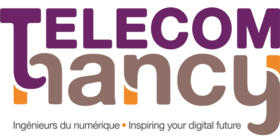 TELECOM
nancy
Ingénieurs du numérique • Inspiring your digital future